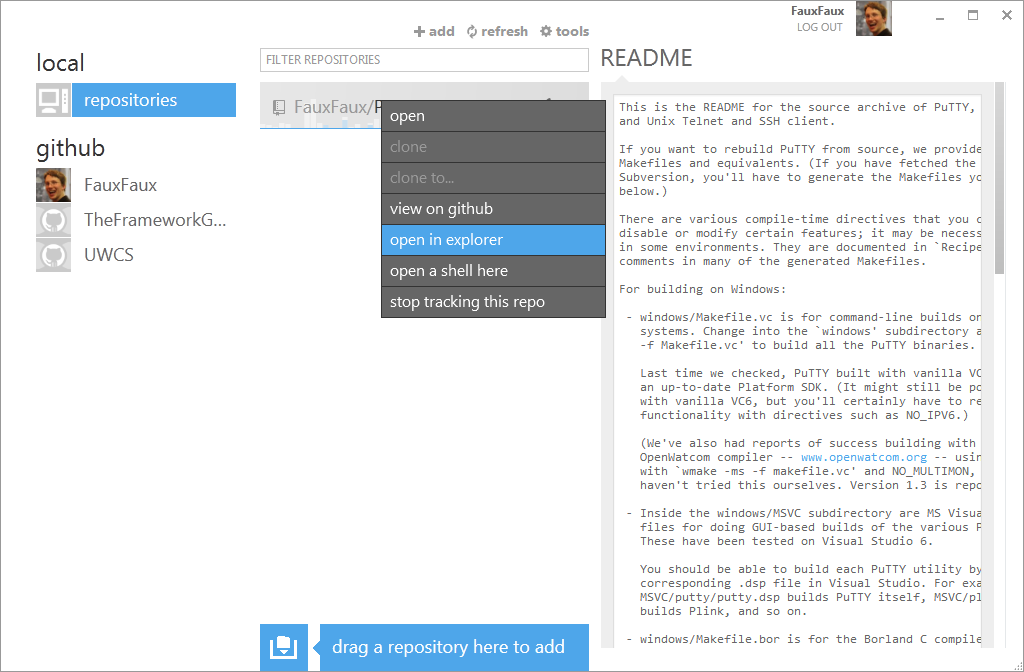 FauxFaux
LOG OUT
add refresh tools
local
repositories
github
FauxFaux
TheFrameworkG...
UWCS
FILTER REPOSITORIES
FauxFaux/
open
clone
clone to...
view on github
open in explorer
open a shell here
stop tracking this repo
drag a repository here to add
README
This is the README for the source archive of PuTTY,
and Unix Telnet and SSH client.
If you want to rebuild PuTTY from source, we provide
Makefiles and equivalents. (If you have fetched the
Subversion, you'll have to generate the Makefiles yo
below.)
There are various compile-time directives that you c
disable or modify certain features; it may be necess
in some environments. They are documented in `Recipe
comments in many of the generated Makefiles.
For building on Windows:
- windows/Makefile.vc is for command-line builds on
systems. Change into the `windows' subdirectory a
-f Makefile.vc' to build all the PuTTY binaries.
Last time we checked, PuTTY built with vanilla VC
an up-to-date Platform SDK. (It might still be po
with vanilla VC6, but you'll certainly have to re
functionality with directives such as NO_IPV6.)
(We've also had reports of success building with
OpenWatcom compiler -- www.openwatcom.org -- usin
with `wmake -ms -f makefile.vc' and NO_MULTIMON,
haven't tried this ourselves. Version 1.3 is repo
- Inside the windows/MSVC subdirectory are MS Visua
files for doing GUI-based builds of the various P
These have been tested on Visual Studio 6.
You should be able to build each PuTTY utility by
corresponding .dsp file in Visual Studio. For exa
MSVC/putty/putty.dsp builds PuTTY itself, MSVC/pl
builds Plink, and so on.
- windows/Makefile.bor is for the Borland C compile